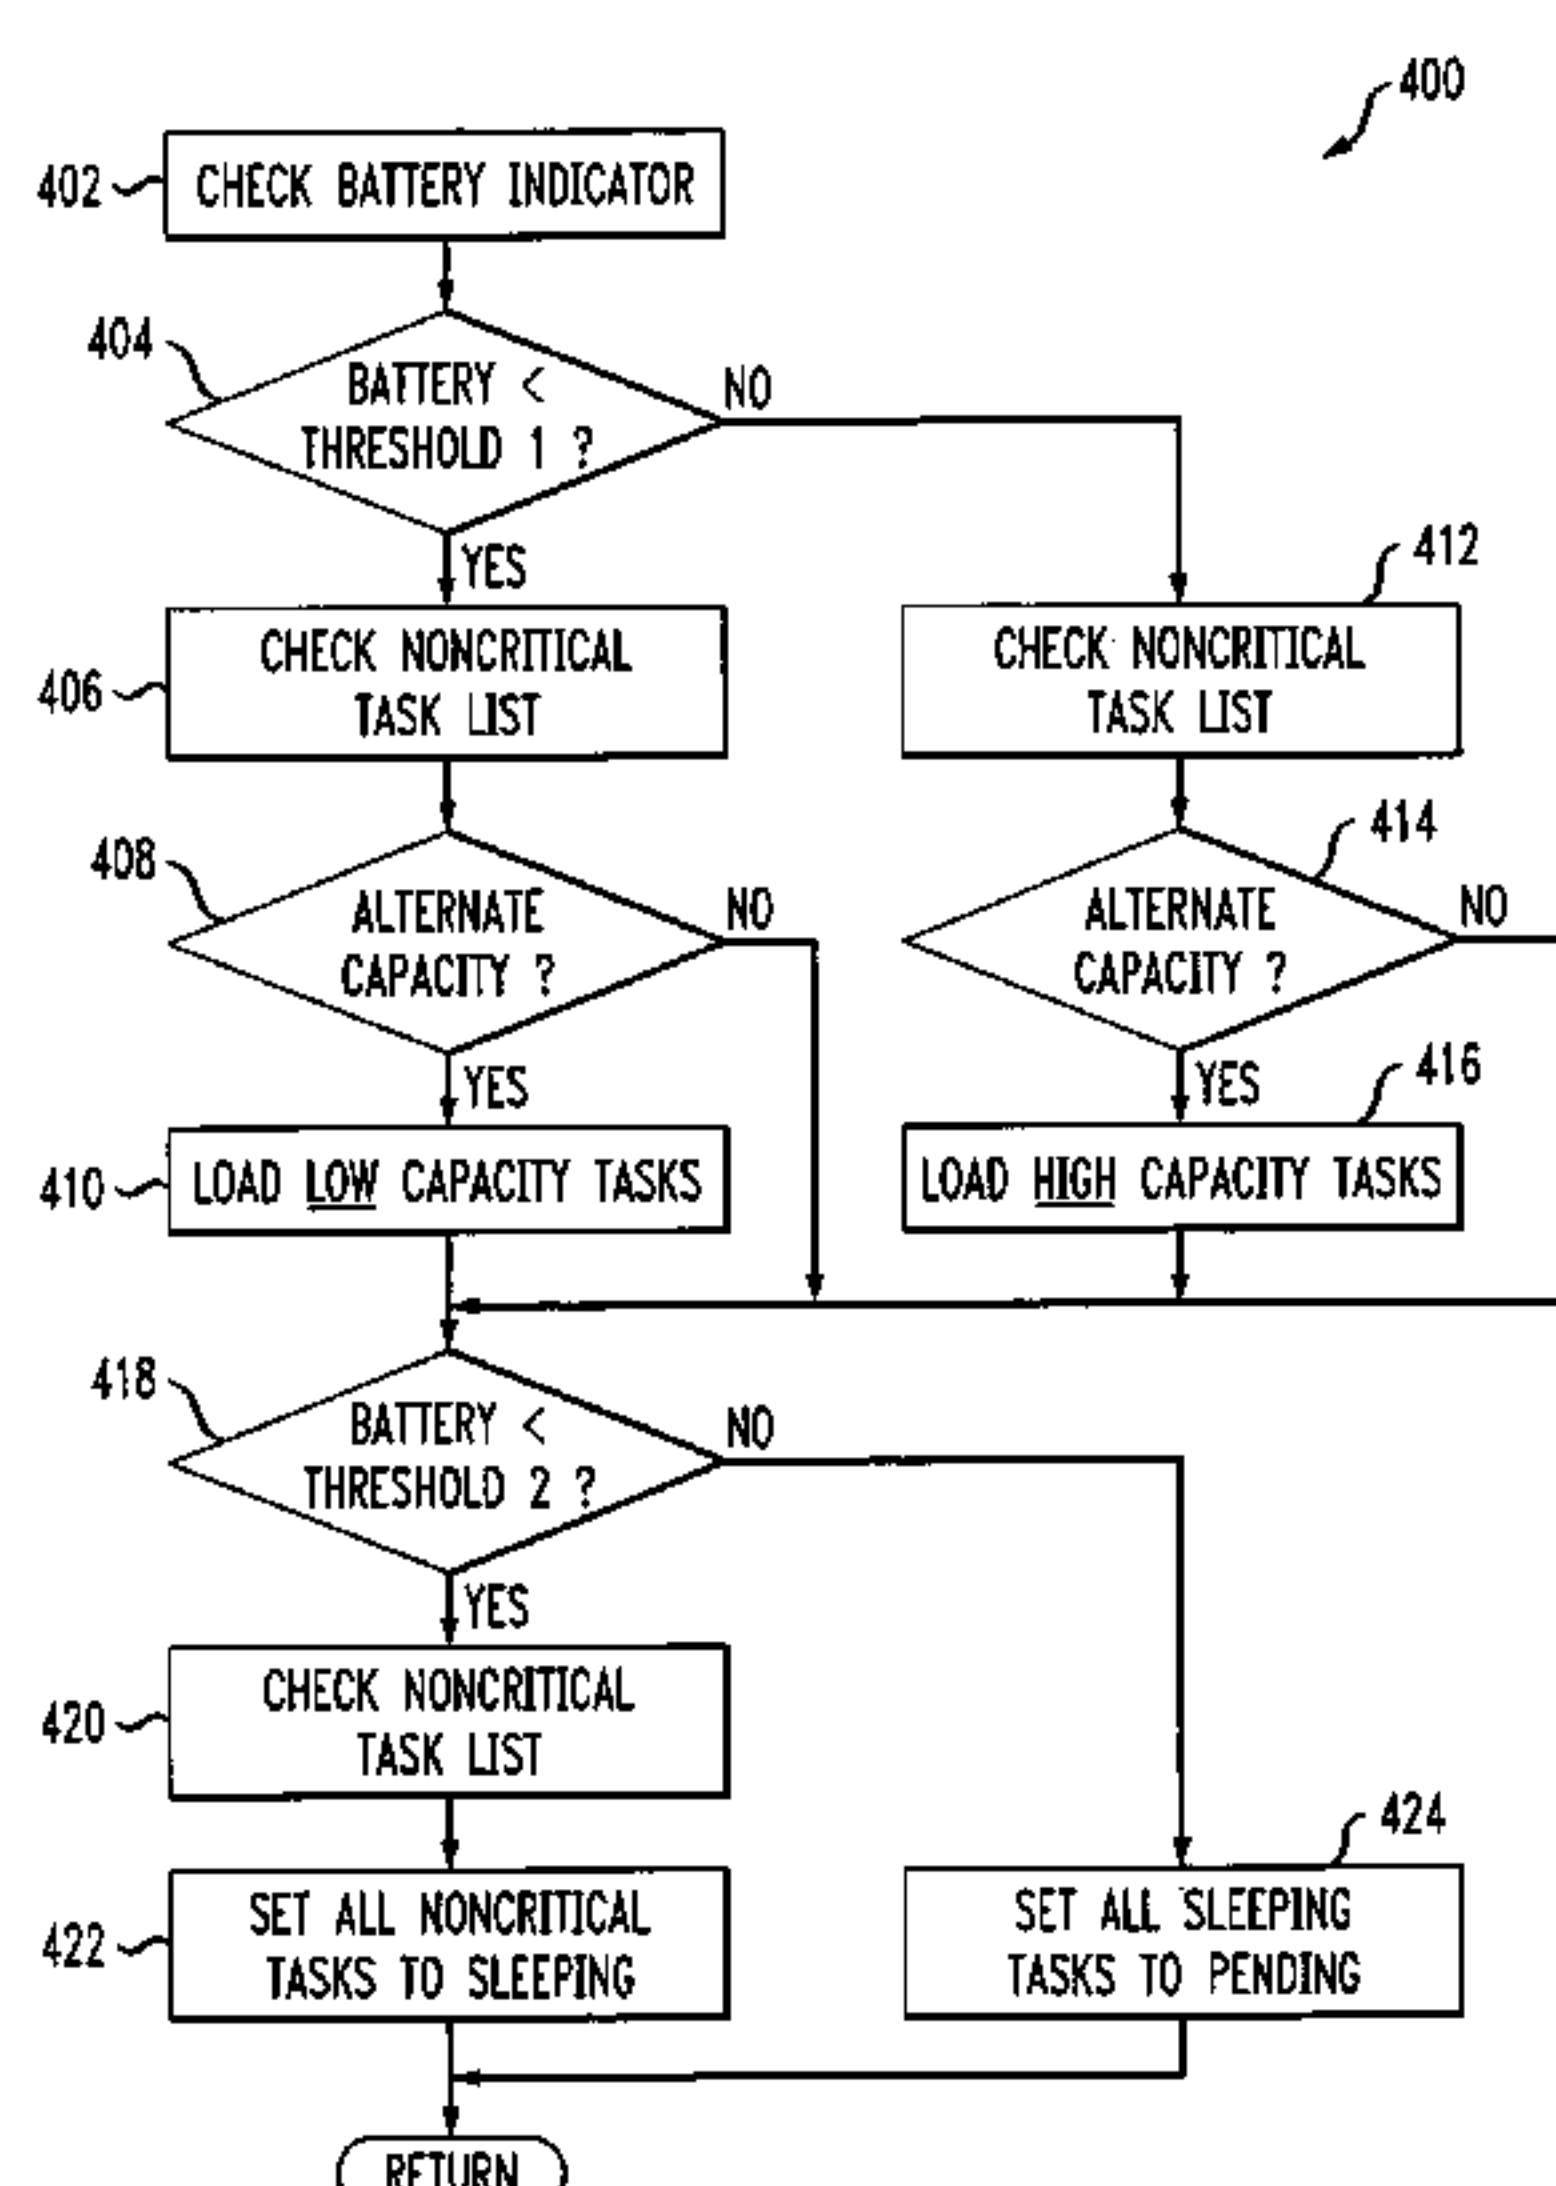 400
402
CHECK BATTERY INDICATOR
404
BATTERY <
THRESHOLD 1 ?
NO
YES
406
CHECK NONCRITICAL
TASK LIST
412
CHECK NONCRITICAL
TASK LIST
408
ALTERNATE
CAPACITY ?
NO
YES
414
ALTERNATE
CAPACITY ?
NO
YES
410
LOAD LOW CAPACITY TASKS
416
LOAD HIGH CAPACITY TASKS
418
BATTERY <
THRESHOLD 2 ?
NO
YES
420
CHECK NONCRITICAL
TASK LIST
422
SET ALL NONCRITICAL
TASKS TO SLEEPING
424
SET ALL SLEEPING
TASKS TO PENDING
RETURN